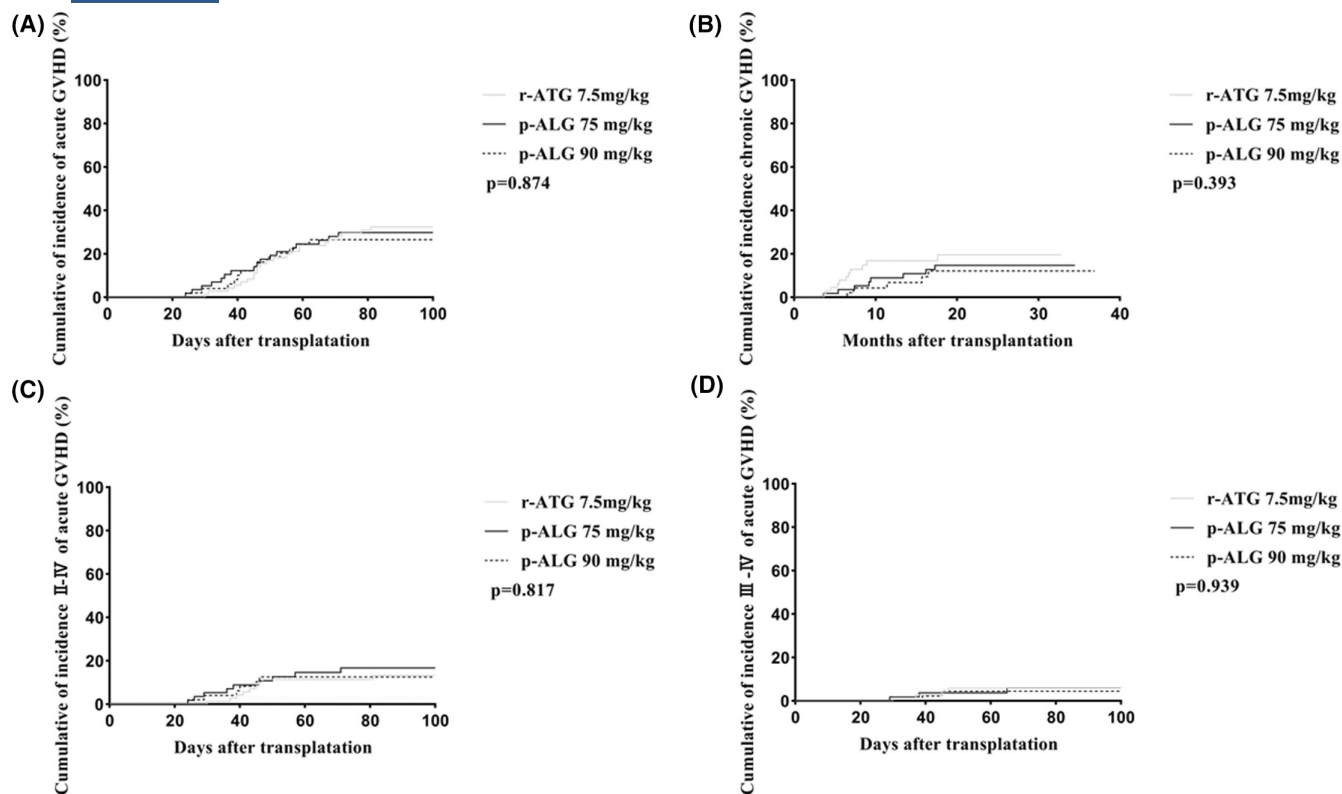 (A)
Cumulative of incidence of acute GVHD (%)
100
80
60
40
20
0
0 20 40 60 80 100
Days after transplatation
r-ATG 7.5mg/kg
p-ALG 75 mg/kg
p-ALG 90 mg/kg
p=0.874
(B)
Cumulative of incidence chronic GVHD (%)
100
80
60
40
20
0
0 10 20 30 40
Months after transplantation
r-ATG 7.5mg/kg
p-ALG 75 mg/kg
p-ALG 90 mg/kg
p=0.393
(C)
Cumulative of incidence Ⅱ-Ⅳ of acute GVHD (%)
100
80
60
40
20
0
0 20 40 60 80 100
Days after transplatation
r-ATG 7.5mg/kg
p-ALG 75 mg/kg
p-ALG 90 mg/kg
p=0.817
(D)
Cumulative of incidence Ⅲ-Ⅳ of acute GVHD (%)
100
80
60
40
20
0
0 20 40 60 80 100
Days after transplatation
r-ATG 7.5mg/kg
p-ALG 75 mg/kg
p-ALG 90 mg/kg
p=0.939